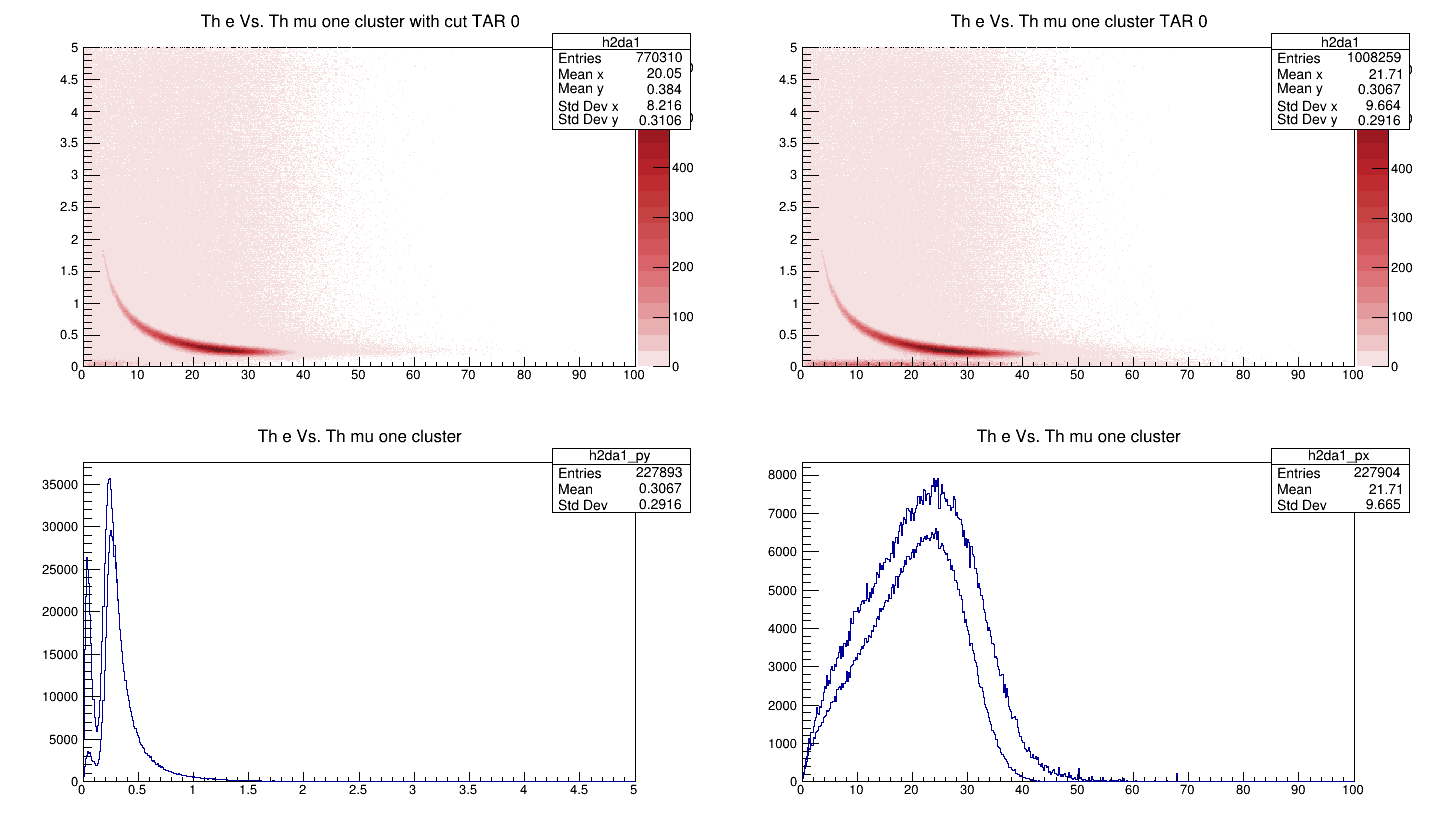 Th e Vs. Th mu one cluster with cut TAR 0
h2da1
Entries 770310
Mean x 20.05
Mean y 0.384
Std Dev x 8.216
Std Dev y 0.3106
5
4.5
4
3.5
3
2.5
2
1.5
1
0.5
0
0 10 20 30 40 50 60 70 80 90 100
400
300
200
100
0
Th e Vs. Th mu one cluster TAR 0
h2da1
Entries 1008259
Mean x 21.71
Mean y 0.3067
Std Dev x 9.664
Std Dev y 0.2916
5
4.5
4
3.5
3
2.5
2
1.5
1
0.5
0
0 10 20 30 40 50 60 70 80 90 100
400
300
200
100
0
Th e Vs. Th mu one cluster
h2da1_py
Entries 227893
Mean 0.3067
Std Dev 0.2916
35000
30000
25000
20000
15000
10000
5000
0
0 0.5 1 1.5 2 2.5 3 3.5 4 4.5 5
Th e Vs. Th mu one cluster
h2da1_px
Entries 227904
Mean 21.71
Std Dev 9.665
8000
7000
6000
5000
4000
3000
2000
1000
0
0 10 20 30 40 50 60 70 80 90 100